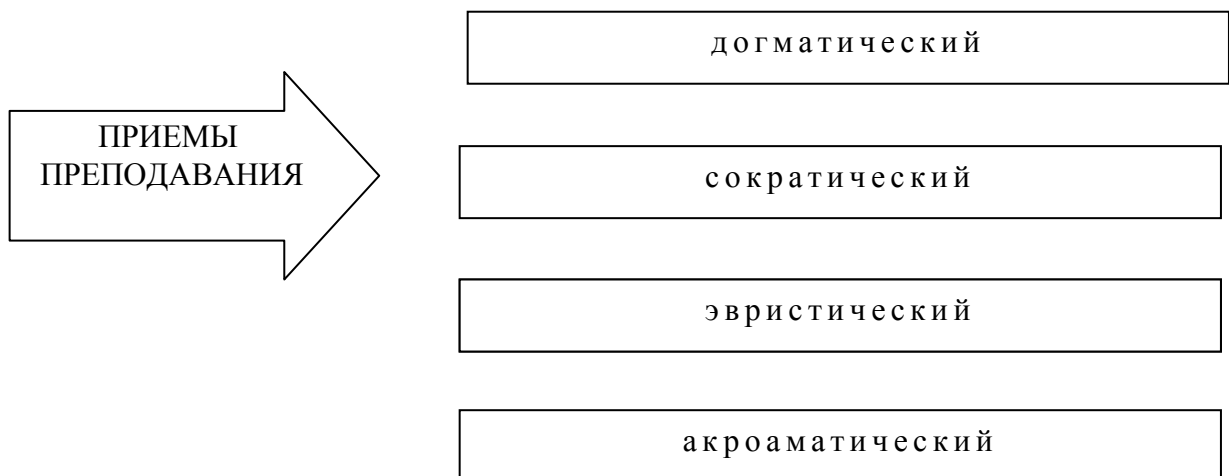 догматический
ПРИЕМЫ
ПРЕПОДАВАНИЯ
сократический
эвристический
акроаматический